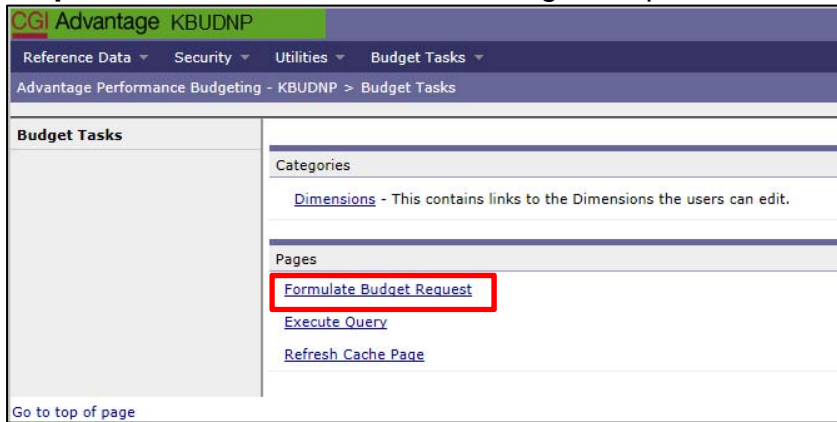 CGI Advantage KBUDNP
Reference Data Security Utilities Budget Tasks
Advantage Performance Budgeting - KBUDNP > Budget Tasks
Budget Tasks
Categories
Dimensions - This contains links to the Dimensions the users can edit.
Pages
Formulate Budget Request
Execute Query
Refresh Cache Page
Go to top of page